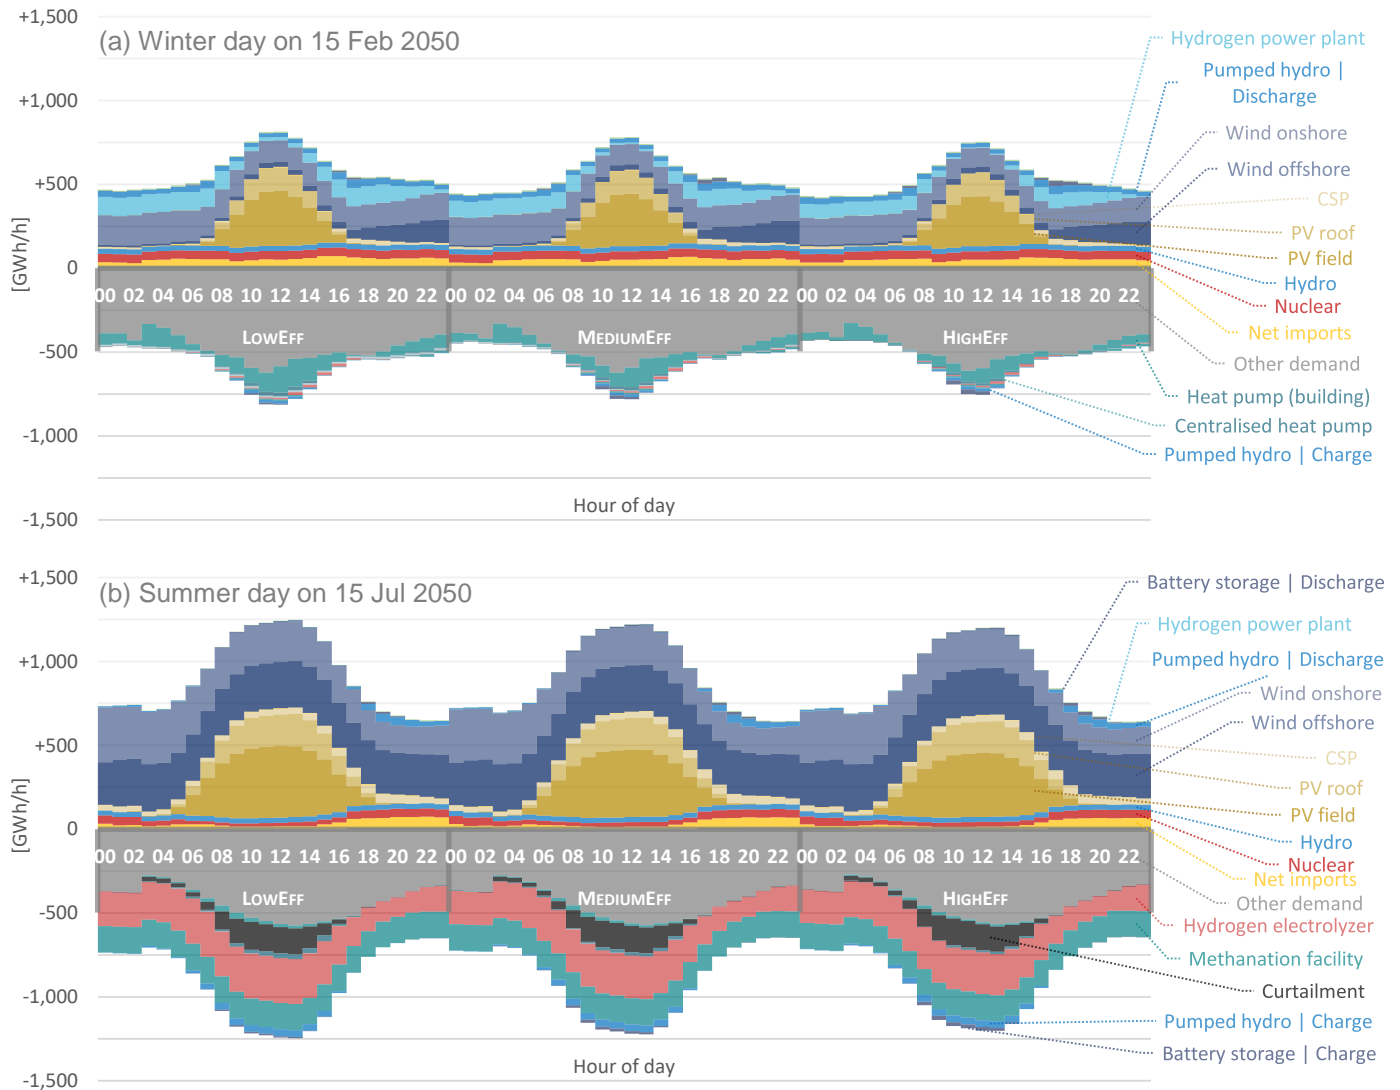 +1,500
(a) Winter day on 15 Feb 2050
Hydrogen power plant
Pumped hydro |
Discharge
+1,000
Wind onshore
Wind offshore
+500
CSP
PV roof
PV field
[GWh/h]
0
Hydro
00 02 04 06 08 10 12 14 16 18 20 22 00 02 04 06 08 10 12 14 16 18 20 22 00 02 04 06 08 10 12 14 16 18 20 22
Nuclear
Net imports
LOWEFF MEDIUMEFF HIGHEFF
-500
Other demand
Heat pump (building)
Centralised heat pump
-1,000
Pumped hydro | Charge
Hour of day
-1,500
+1,500
(b) Summer day on 15 Jul 2050
Battery storage | Discharge
Hydrogen power plant
+1,000
Pumped hydro | Discharge
Wind onshore
Wind offshore
+500
CSP
PV roof
PV field
[GWh/h]
0
Hydro
00 02 04 06 08 10 12 14 16 18 20 22 00 02 04 06 08 10 12 14 16 18 20 22 00 02 04 06 08 10 12 14 16 18 20 22
Nuclear
Net imports
LOWEFF MEDIUMEFF HIGHEFF
Other demand
-500
Hydrogen electrolyzer
Methanation facility
Curtailment
-1,000
Pumped hydro | Charge
Battery storage | Charge
Hour of day
-1,500